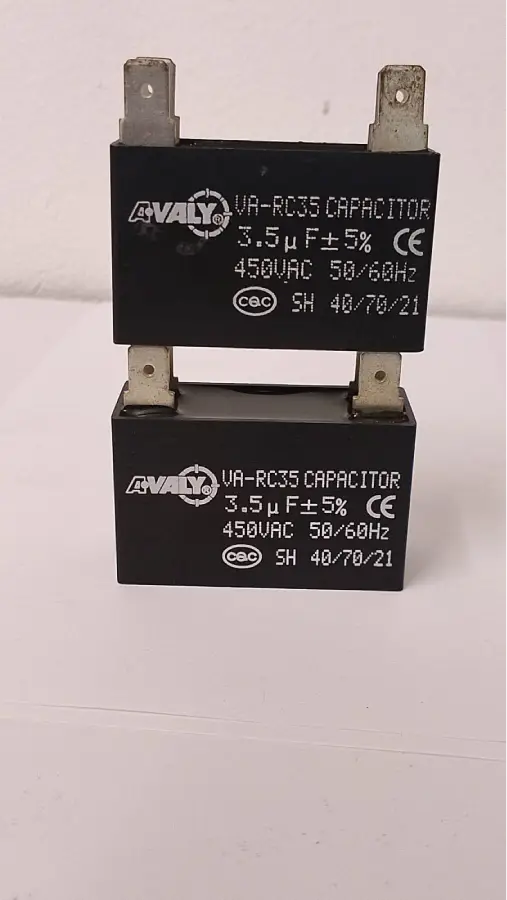 AVALY® VA-RC35 CAPACITOR
3.5μF±5% CE
450VAC 50/60Hz
cqc SH 40/70/21
AVALY® VA-RC35 CAPACITOR
3.5μF±5% CE
450VAC 50/60Hz
cqc SH 40/70/21